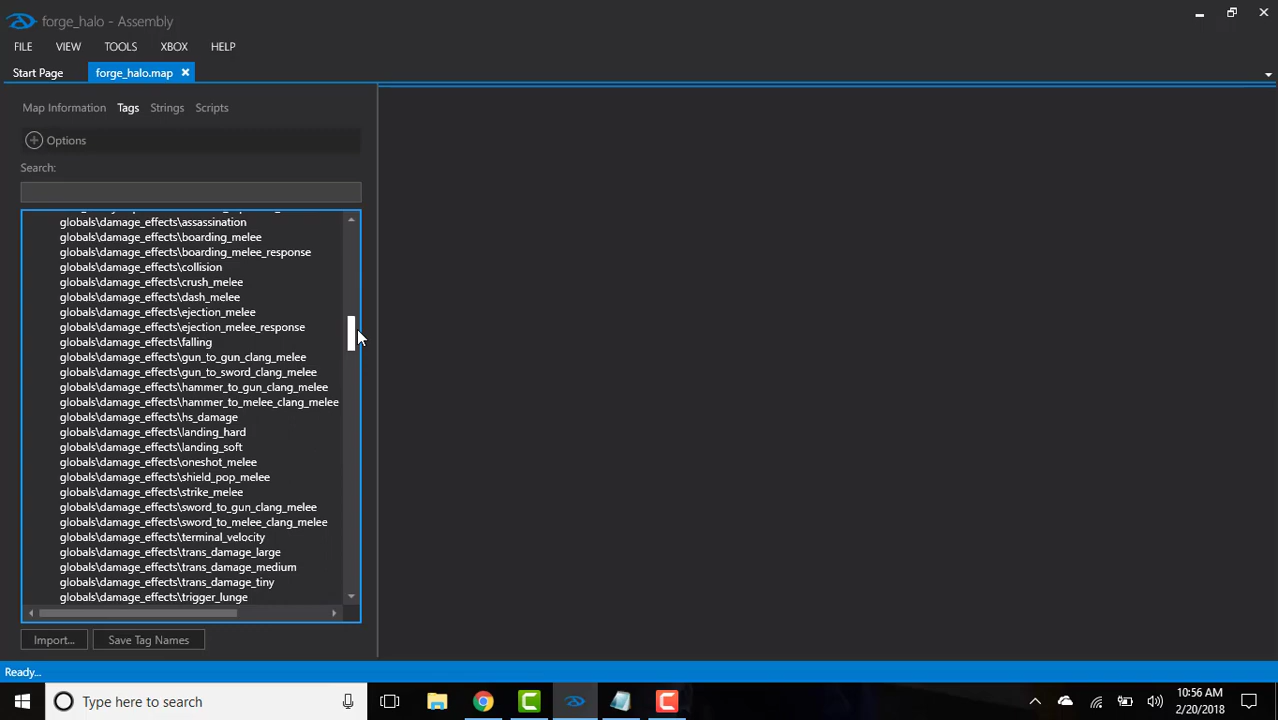 forge_halo - Assembly
FILE VIEW TOOLS XBOX HELP
Start Page forge_halo.map
Map Information Tags Strings Scripts
Options
Search:
globals\damage_effects\assassination
globals\damage_effects\boarding_melee
globals\damage_effects\boarding_melee_response
globals\damage_effects\collision
globals\damage_effects\crush_melee
globals\damage_effects\dash_melee
globals\damage_effects\ejection_melee
globals\damage_effects\ejection_melee_response
globals\damage_effects\falling
globals\damage_effects\gun_to_gun_clang_melee
globals\damage_effects\gun_to_sword_clang_melee
globals\damage_effects\hammer_to_gun_clang_melee
globals\damage_effects\hammer_to_melee_clang_melee
globals\damage_effects\hs_damage
globals\damage_effects\landing_hard
globals\damage_effects\landing_soft
globals\damage_effects\oneshot_melee
globals\damage_effects\shield_pop_melee
globals\damage_effects\strike_melee
globals\damage_effects\sword_to_gun_clang_melee
globals\damage_effects\sword_to_melee_clang_melee
globals\damage_effects\terminal_velocity
globals\damage_effects\trans_damage_large
globals\damage_effects\trans_damage_medium
globals\damage_effects\trans_damage_tiny
globals\damage_effects\trigger_lunge
Import... Save Tag Names
Ready...
Type here to search
10:56 AM
2/20/2018